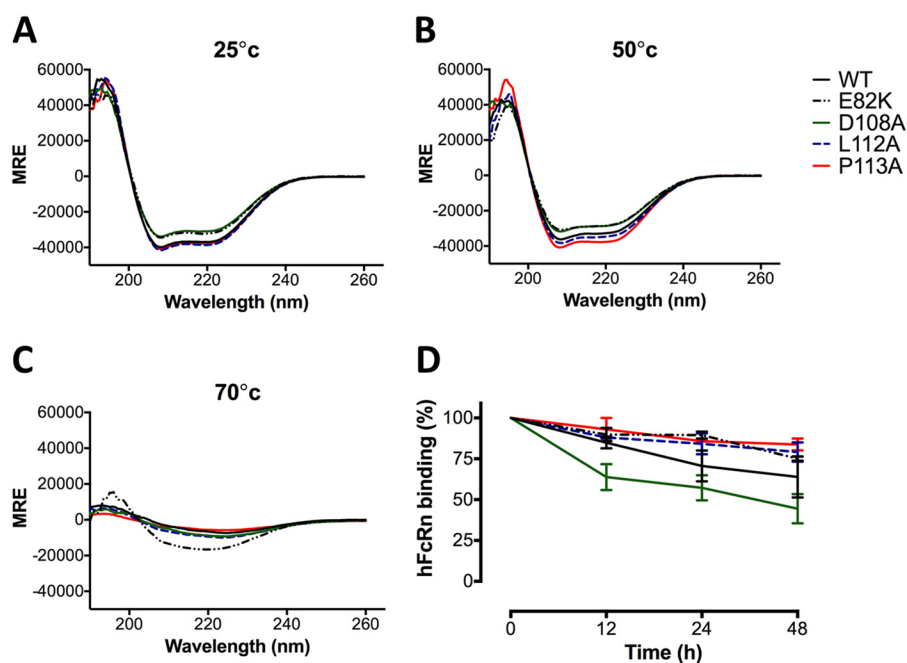 A
25°c
MRE
60000
40000
20000
0
-20000
-40000
200
220
240
260
Wavelength (nm)
B
50°c
MRE
60000
40000
20000
0
-20000
-40000
200
220
240
260
Wavelength (nm)
WT
E82K
D108A
L112A
P113A
C
70°c
MRE
60000
40000
20000
0
-20000
-40000
200
220
240
260
Wavelength (nm)
D
hFcRn binding (%)
100
75
50
25
0
0
12
24
48
Time (h)